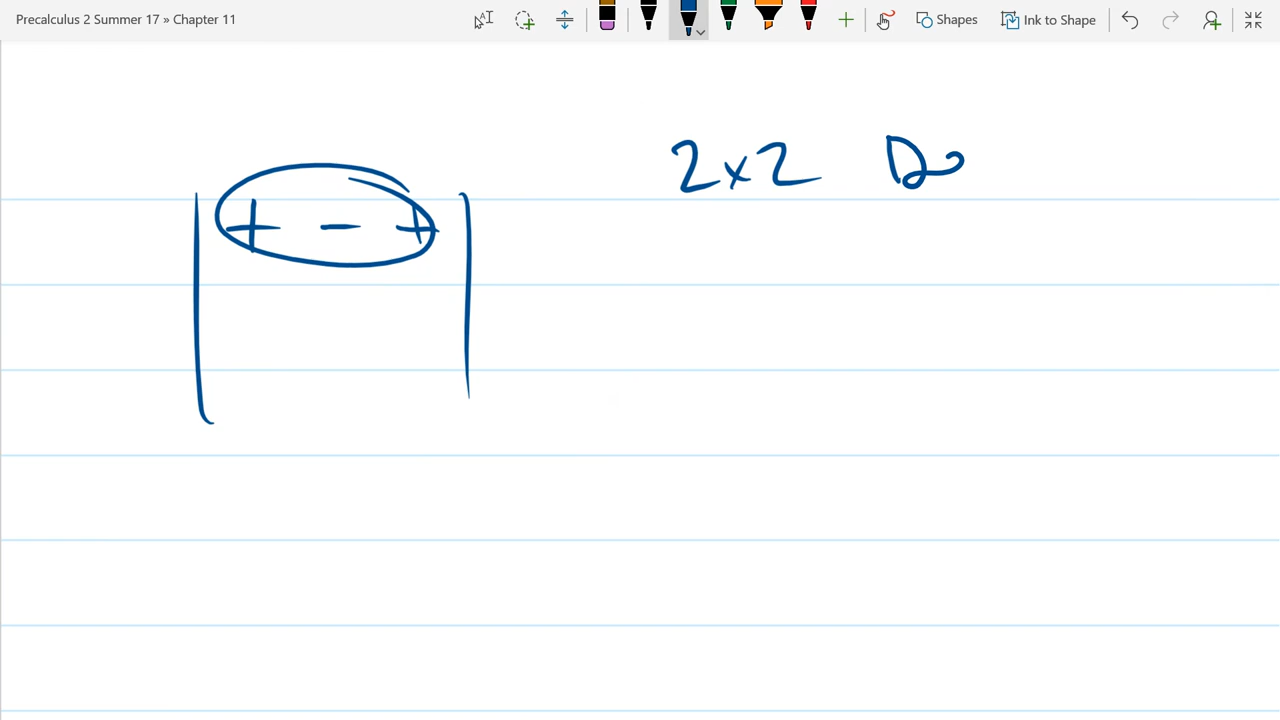 Precalculus 2 Summer 17 » Chapter 11
Shapes
Ink to Shape
2x2
+ − +